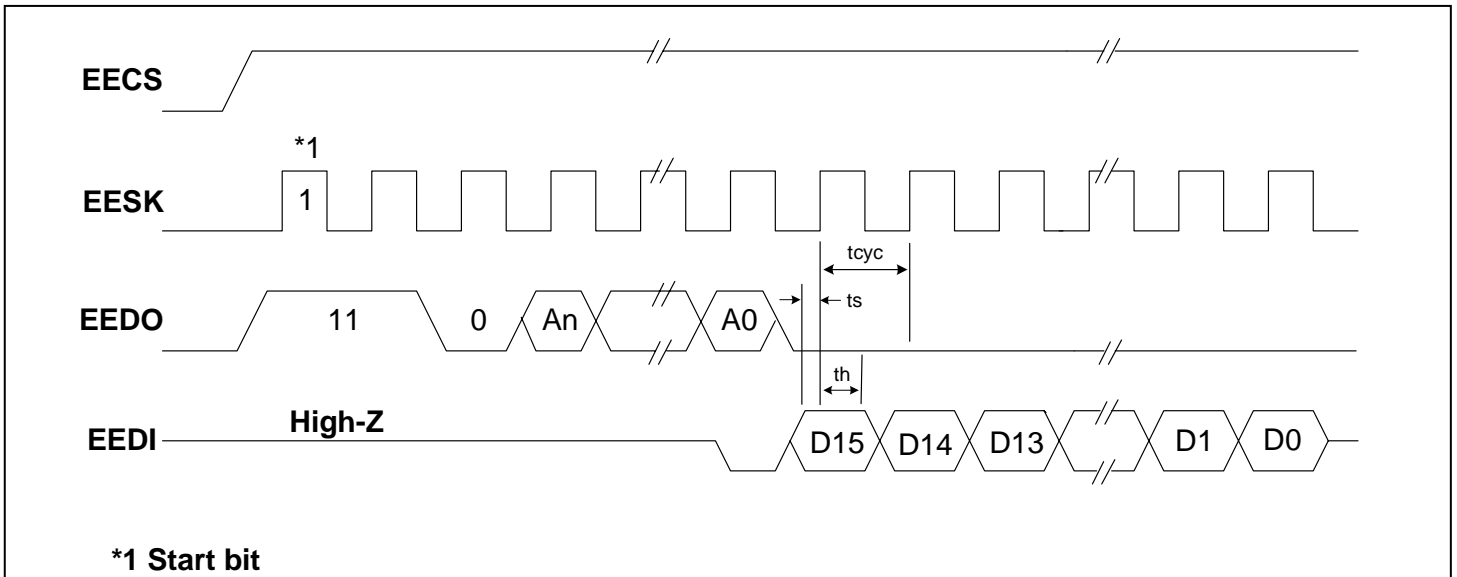 EECS
*1
EESK 1
tcyc
ts
EEDO 11 0 An A0
th
High-Z
EEDI D15 D14 D13 D1 D0
*1 Start bit